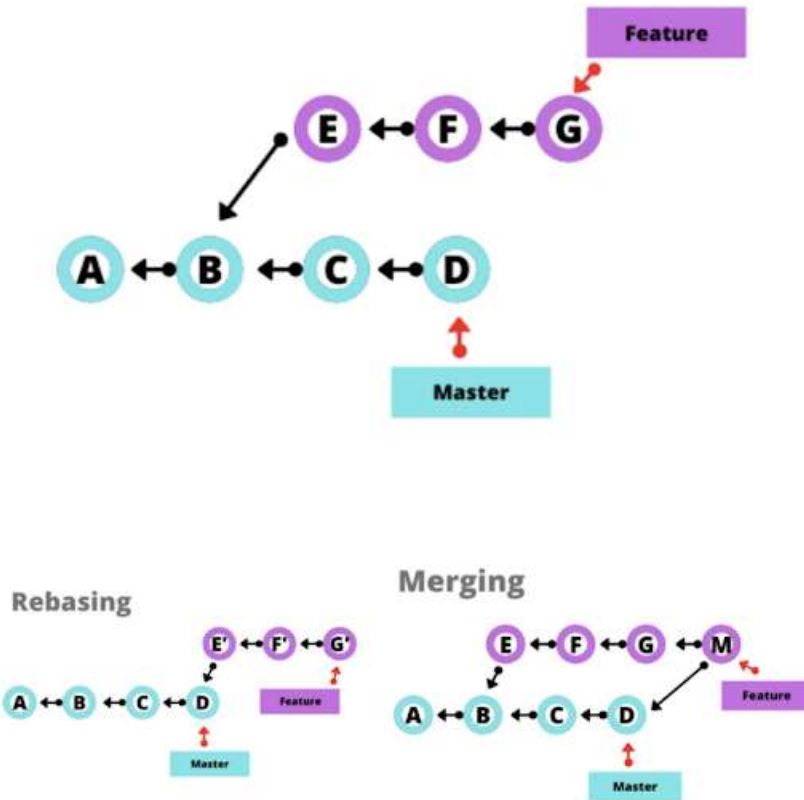 Feature
E F G
A B C D
Master
Rebasing
E' F' G'
A B C D
Feature
Master
Merging
E F G M
Feature
A B C D
Master